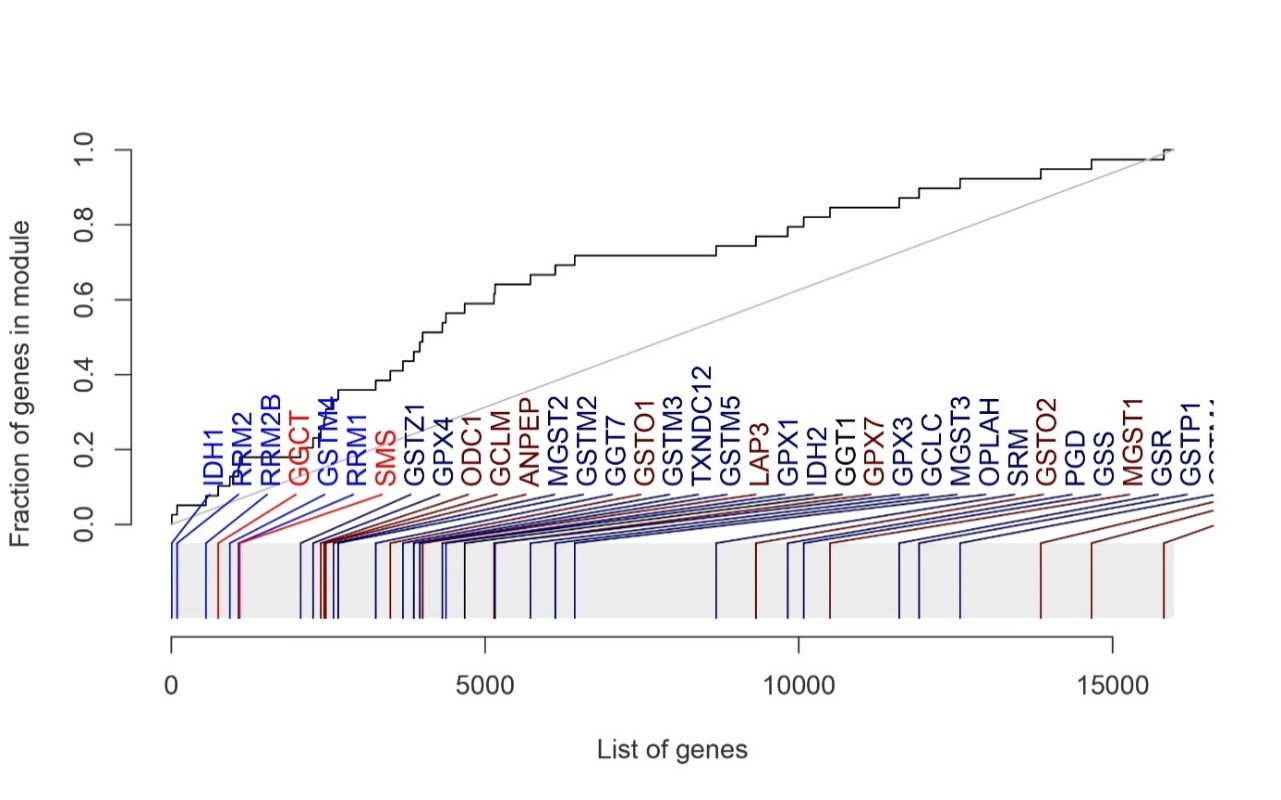 Fraction of genes in module
1.0
0.8
0.6
0.4
0.2
0.0
IDH1
RRM2
RRM2B
GGCT
GSTM4
RRM1
SMS
GSTZ1
GPX4
ODC1
GCLM
ANPEP
MGST2
GSTM2
GGT7
GSTO1
GSTM3
TXNDC12
GSTM5
LAP3
GPX1
IDH2
GGT1
GPX7
GPX3
GCLC
MGST3
OPLAH
SRM
GSTO2
PGD
GSS
MGST1
GSR
GSTP1
0 5000 10000 15000
List of genes